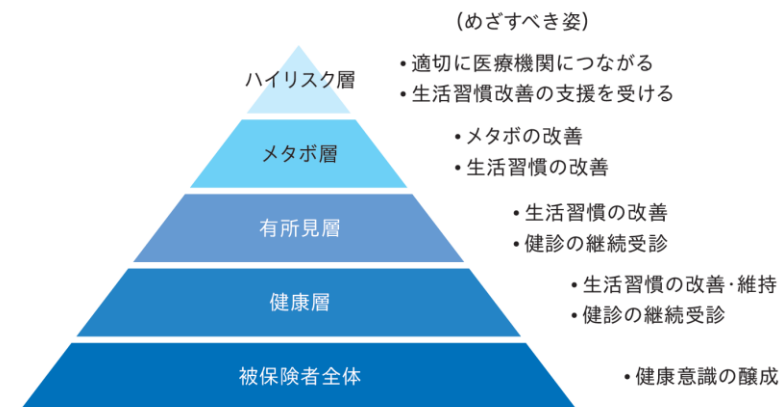 (めざすべき姿)
ハイリスク層
•適切に医療機関につながる
•生活習慣改善の支援を受ける
メタボ層
•メタボの改善
•生活習慣の改善
有所見層
•生活習慣の改善
•健診の継続受診
健康層
•生活習慣の改善・維持
•健診の継続受診
被保険者全体
•健康意識の醸成